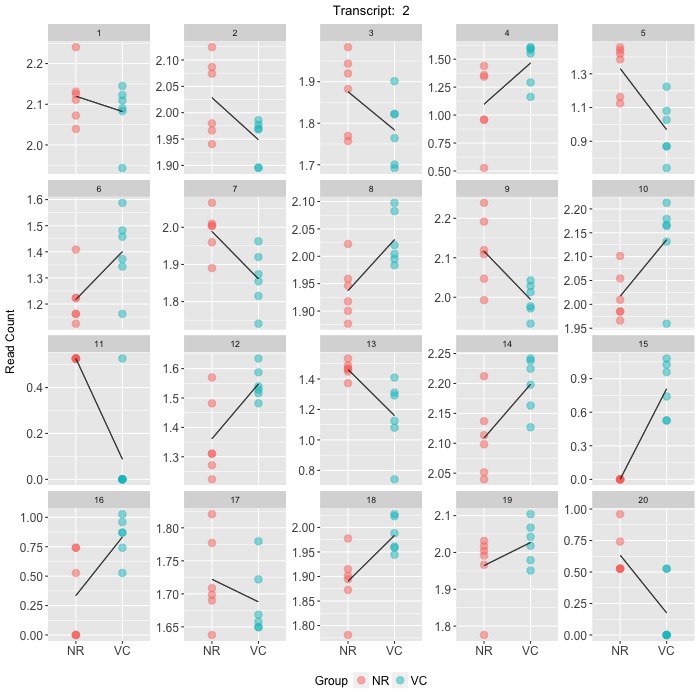 Transcript: 2
1 2 3 4 5
2.2 2.1 2.0
2.10 2.05 2.00 1.95 1.90
1.9 1.8 1.7
1.50 1.25 1.00 0.75 0.50
1.3 1.1 0.9
6 7 8 9 10
1.6 1.5 1.4 1.3 1.2
2.0 1.9 1.8
2.10 2.05 2.00 1.95 1.90
2.2 2.1 2.0
2.20 2.15 2.10 2.05 2.00 1.95
Read Count
11 12 13 14 15
0.4 0.2 0.0
1.6 1.5 1.4 1.3
1.4 1.2 1.0 0.8
2.25 2.20 2.15 2.10 2.05
0.9 0.6 0.3 0.0
16 17 18 19 20
1.00 0.75 0.50 0.25 0.00
1.80 1.75 1.70 1.65
2.00 1.95 1.90 1.85 1.80
2.1 2.0 1.9 1.8
1.00 0.75 0.50 0.25 0.00
NR VC NR VC NR VC NR VC NR VC
Group NR VC